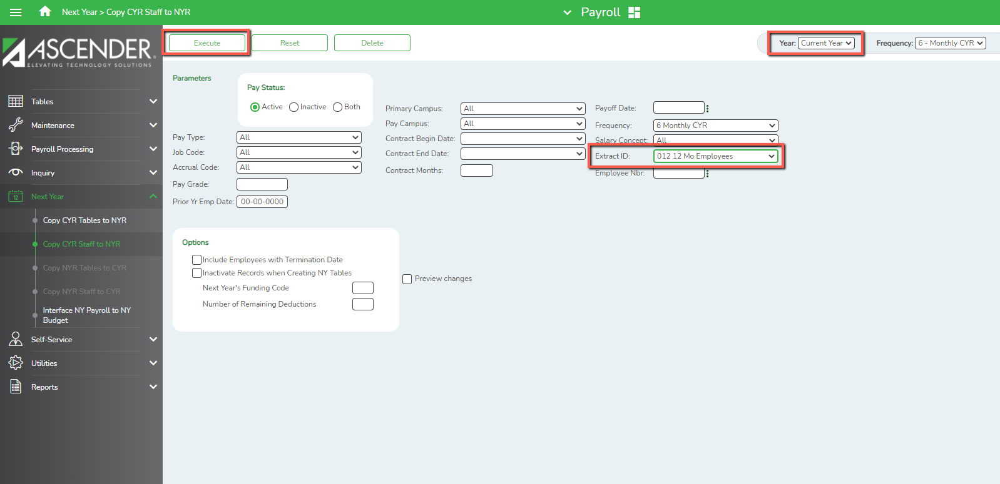 Next Year > Copy CYR Staff to NYR
Payroll
ASCENDER®
ELEVATING TECHNOLOGY SOLUTIONS
Tables
Maintenance
Payroll Processing
Inquiry
12
Next Year
Copy CYR Tables to NYR
Copy CYR Staff to NYR
Copy NYR Tables to CYR
Copy NYR Staff to CYR
Interface NY Payroll to NY
Budget
Self-Service
Utilities
Reports
Execute Reset Delete
Year: Current Year Frequency: 6 - Monthly CYR
Parameters
Pay Status:
Active Inactive Both
Pay Type: All
Job Code: All
Accrual Code: All
Pay Grade:
Prior Yr Emp Date: 00-00-0000
Primary Campus: All
Pay Campus: All
Contract Begin Date:
Contract End Date:
Contract Months:
Payoff Date:
Frequency: 6 Monthly CYR
Salary Concept: All
Extract ID: 012 12 Mo Employees
Employee Nbr:
Options
Include Employees with Termination Date
Inactivate Records when Creating NY Tables
Next Year's Funding Code
Number of Remaining Deductions
Preview changes